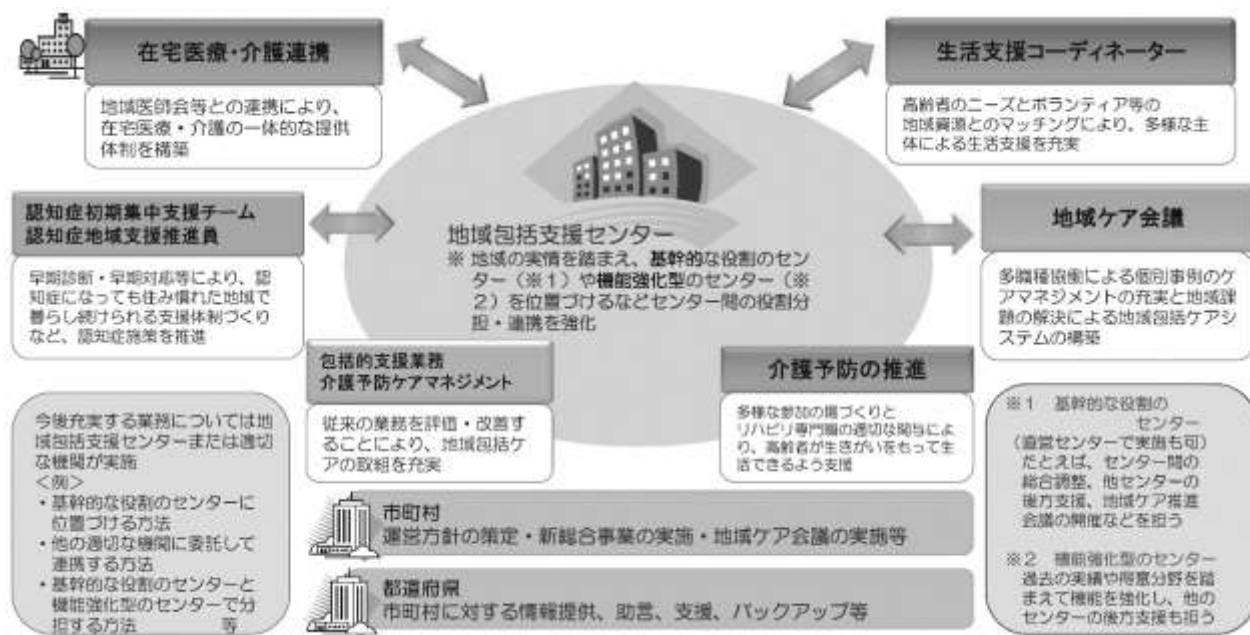 在宅医療・介護連携
地域医師会等との連携により、
在宅医療・介護の一体的な提供
体制を構築
生活支援コーディネーター
高齢者のニーズとボランティア等の
地域資源とのマッチングにより、多様な主
体による生活支援を充実
認知症初期集中支援チーム
認知症地域支援推進員
早期診断・早期対応等により、認
知症になっても住み慣れた地域で
暮らし続けられる支援体制づくり
など、認知症施策を推進
地域包括支援センター
※ 地域の実情を踏まえ、基幹的な役割のセン
ター（※１）や機能強化型のセンター（※
２）を位置づけるなどセンター間の役割分
担・連携を強化
地域ケア会議
多職種協働による個別事例のケ
アマネジメントの充実と地域課
題の解決による地域包括ケアシ
ステムの構築
包括的支援業務
介護予防ケアマネジメント
従来の業務を評価・改善す
ることにより、地域包括ケ
アの取組を充実
介護予防の推進
多様な参加の場づくりと
リハビリ専門職の適切な関与によ
り、高齢者が生きがいをもって生
活できるよう支援
今後充実する業務については地
域包括支援センターまたは適切
な機関が実施
＜例＞
・基幹的な役割のセンターに
位置づける方法
・他の適切な機関に委託して
連携する方法
・基幹的な役割のセンターと
機能強化型のセンターで分
担する方法 等
※１ 基幹的な役割の
センター
（直営センターで実施も可）
たとえば、センター間の
総合調整、他センターの
後方支援、地域ケア推進
会議の開催などを担う
※２ 機能強化型のセンター
過去の実績や得意分野を踏
まえて機能を強化し、他の
センターの後方支援も担う
市町村
運営方針の策定・新総合事業の実施・地域ケア会議の実施等
都道府県
市町村に対する情報提供、助言、支援、バックアップ等